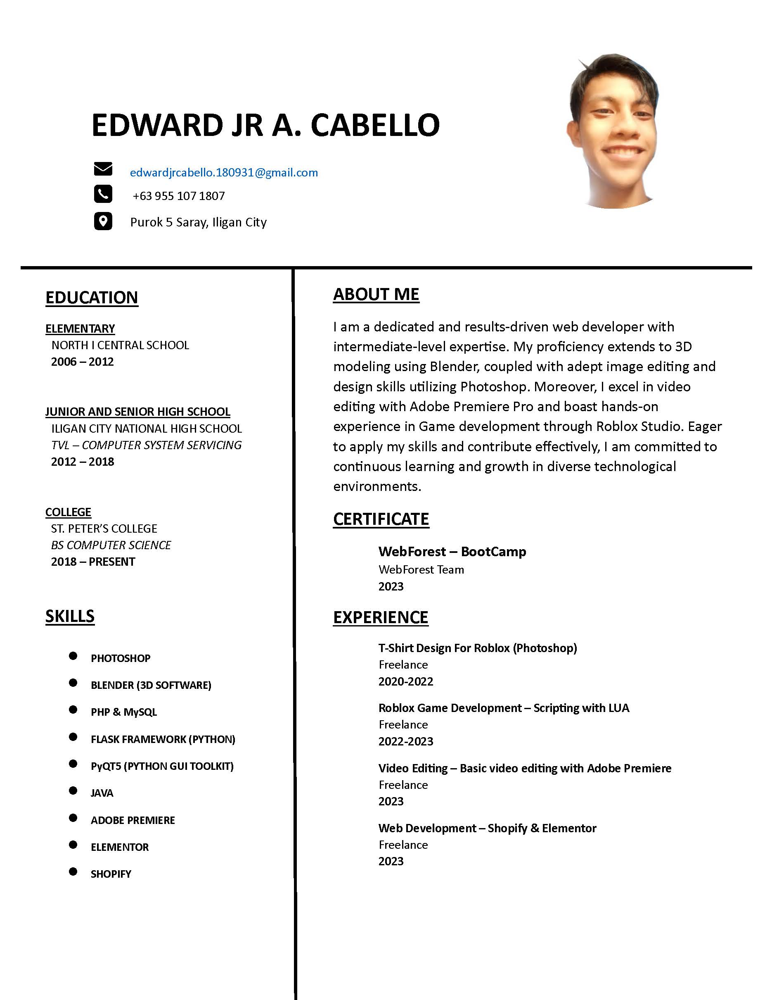 EDWARD JR A. CABELLO
edwardjrcabello.180931@gmail.com
+63 955 107 1807
Purok 5 Saray, Iligan City
EDUCATION
ELEMENTARY
NORTH I CENTRAL SCHOOL
2006 – 2012
JUNIOR AND SENIOR HIGH SCHOOL
ILIGAN CITY NATIONAL HIGH SCHOOL
TVL – COMPUTER SYSTEM SERVICING
2012 – 2018
COLLEGE
ST. PETER’S COLLEGE
BS COMPUTER SCIENCE
2018 – PRESENT
SKILLS
● PHOTOSHOP
● BLENDER (3D SOFTWARE)
● PHP & MySQL
● FLASK FRAMEWORK (PYTHON)
● PyQT5 (PYTHON GUI TOOLKIT)
● JAVA
● ADOBE PREMIERE
● ELEMENTOR
● SHOPIFY
ABOUT ME
I am a dedicated and results-driven web developer with
intermediate-level expertise. My proficiency extends to 3D
modeling using Blender, coupled with adept image editing and
design skills utilizing Photoshop. Moreover, I excel in video
editing with Adobe Premiere Pro and boast hands-on
experience in Game development through Roblox Studio. Eager
to apply my skills and contribute effectively, I am committed to
continuous learning and growth in diverse technological
environments.
CERTIFICATE
WebForest – BootCamp
WebForest Team
2023
EXPERIENCE
T-Shirt Design For Roblox (Photoshop)
Freelance
2020-2022
Roblox Game Development – Scripting with LUA
Freelance
2022-2023
Video Editing – Basic video editing with Adobe Premiere
Freelance
2023
Web Development – Shopify & Elementor
Freelance
2023